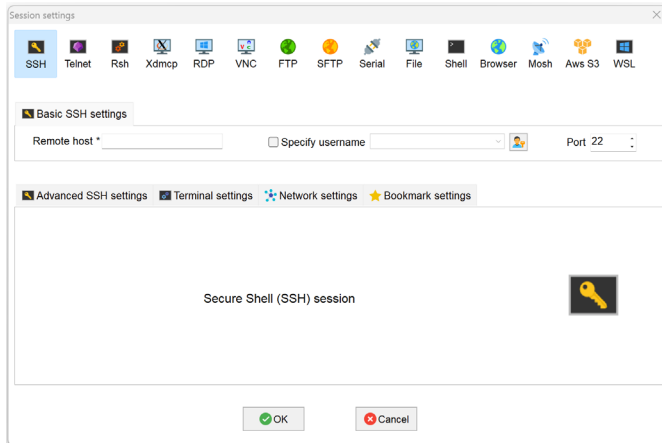 Session settings
SSH Telnet Rsh Xdmcp RDP VNC FTP SFTP Serial File Shell Browser Mosh Aws S3 WSL
Basic SSH settings
Remote host * Specify username Port 22
Advanced SSH settings Terminal settings Network settings Bookmark settings
Secure Shell (SSH) session
OK Cancel